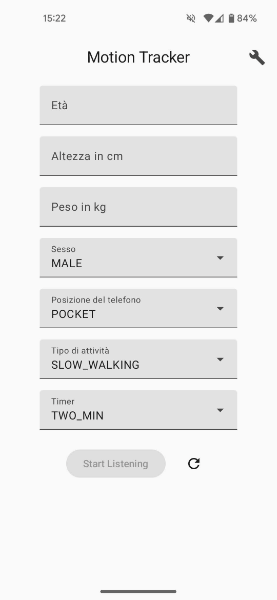 15:22
84%
Motion Tracker
Età
Altezza in cm
Peso in kg
Sesso
MALE
Posizione del telefono
POCKET
Tipo di attività
SLOW_WALKING
Timer
TWO_MIN
Start Listening